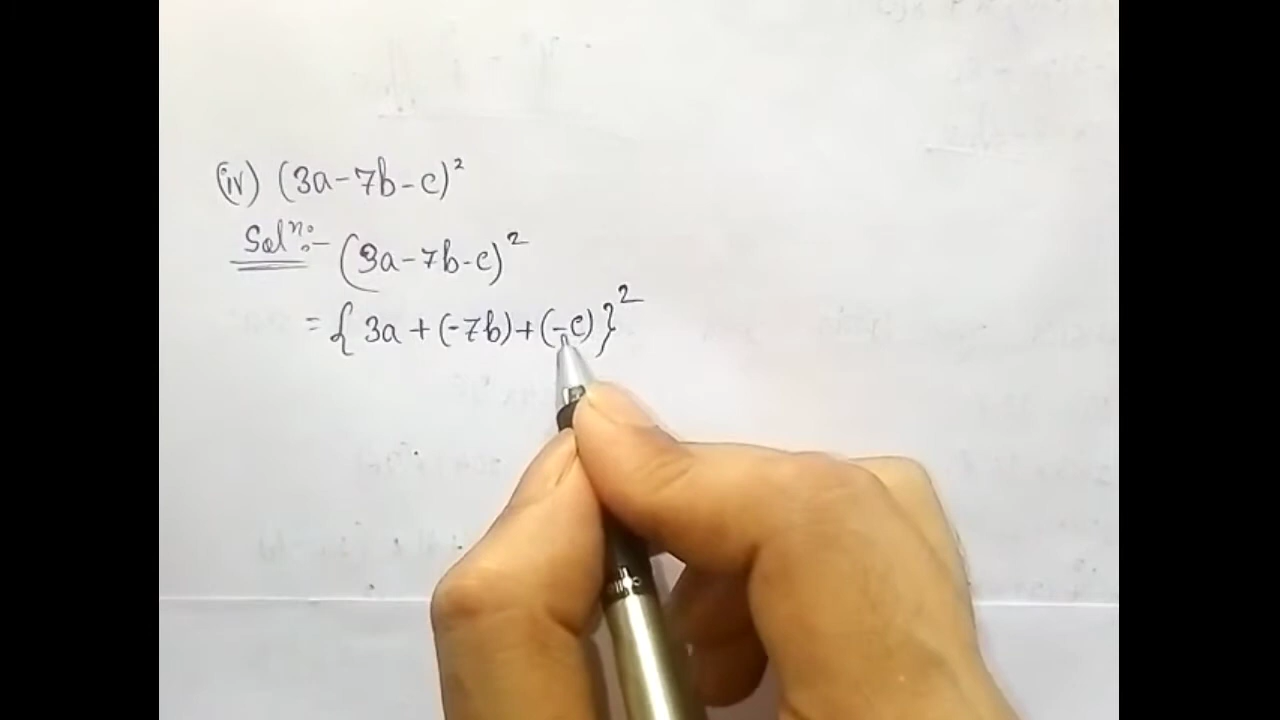 (iv) (3a-7b-c)²
Solⁿ:- (3a-7b-c)²
= { 3a + (-7b) + (-c) }²